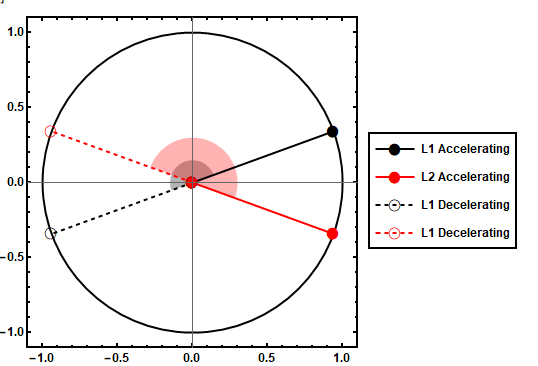 1.0
0.5
0.0
−0.5
−1.0
−1.0 −0.5 0.0 0.5 1.0
L1 Accelerating
L2 Accelerating
L1 Decelerating
L1 Decelerating